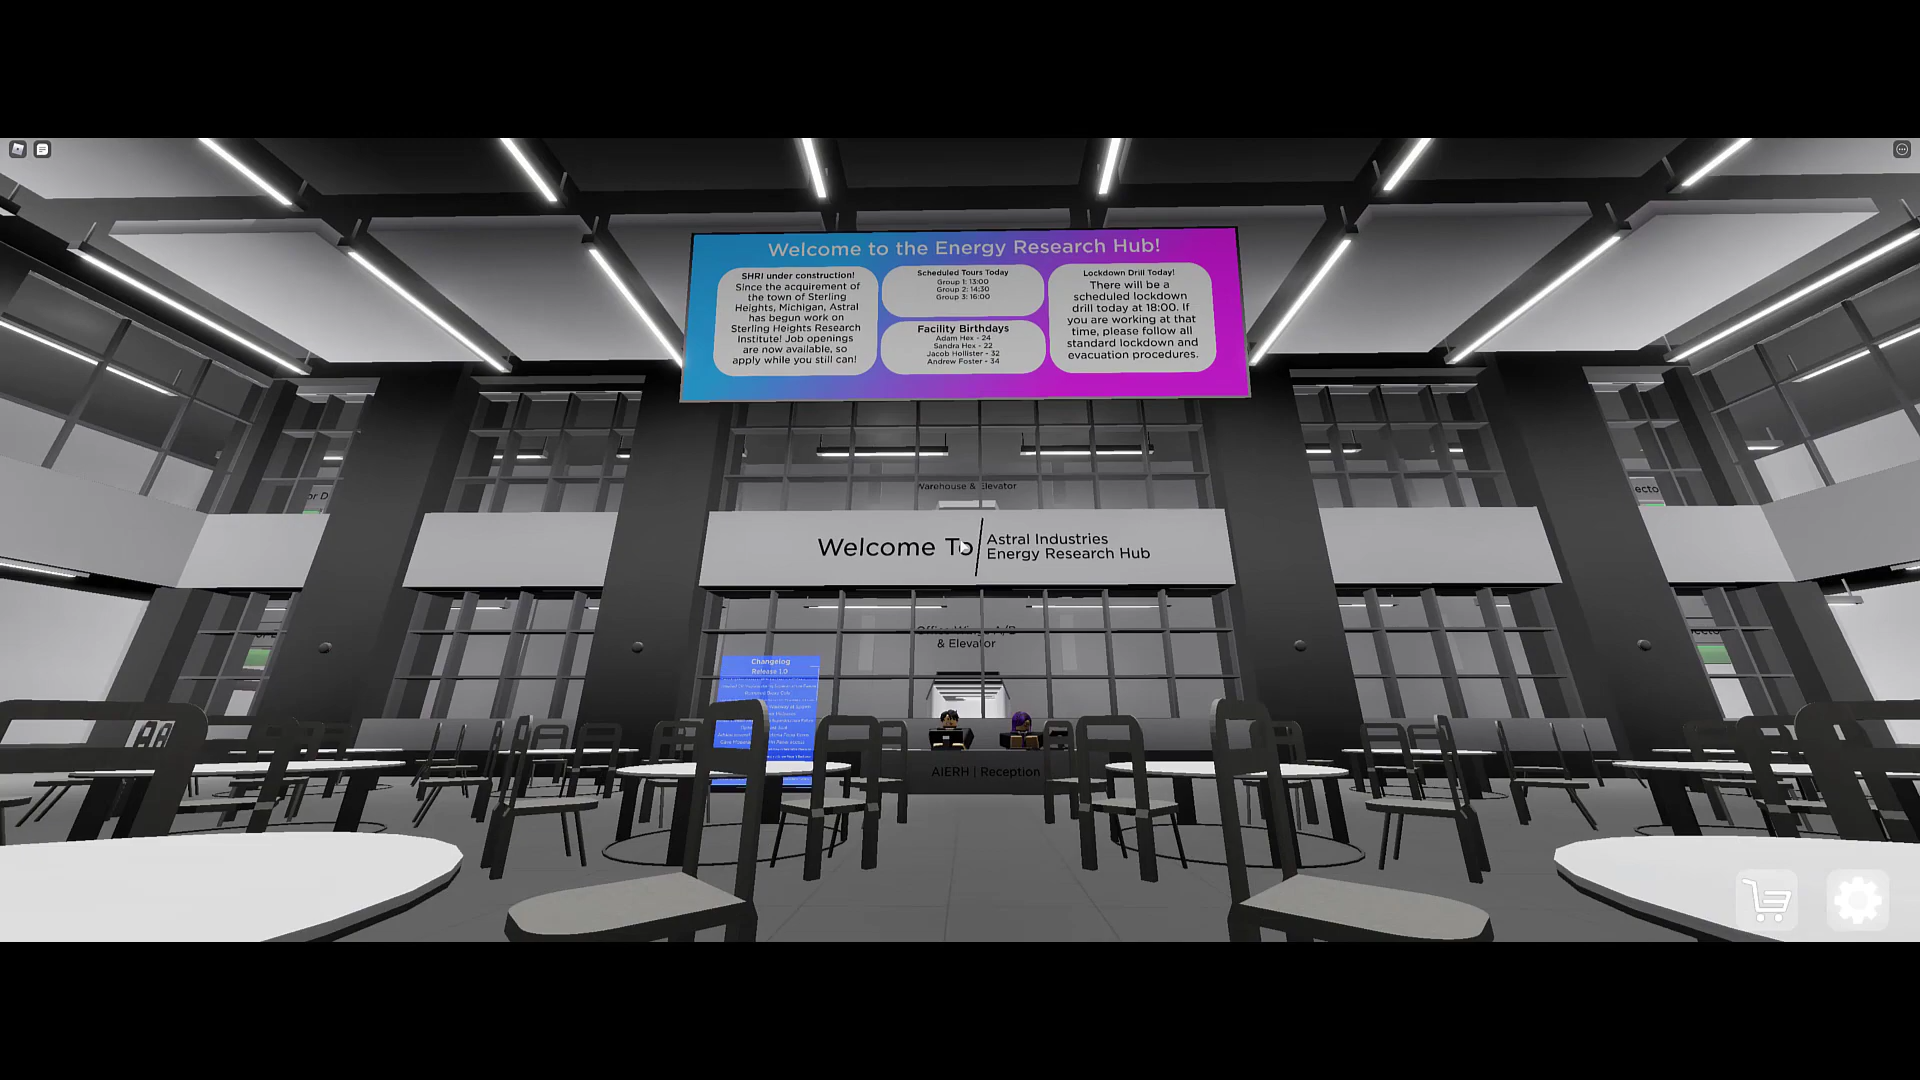 Welcome to the Energy Research Hub!
SHRI under construction!
Since the acquirement of
the town of Sterling
Heights, Michigan, Astral
has begun work on
Sterling Heights Research
Institute! Job openings
are now available, so
apply while you still can!
Scheduled Tours Today
Group 1: 13:00
Group 2: 14:30
Group 3: 16:00
Facility Birthdays
Adam Hex - 24
Sandra Hex - 22
Jacob Hollister - 32
Andrew Foster - 34
Lockdown Drill Today!
There will be a
scheduled lockdown
drill today at 18:00. If
you are working at that
time, please follow all
standard lockdown and
evacuation procedures.
Warehouse & Elevator
Welcome To
Astral Industries
Energy Research Hub
Office Wings A/B
& Elevator
Changelog
Release 1.0
AIERH | Reception